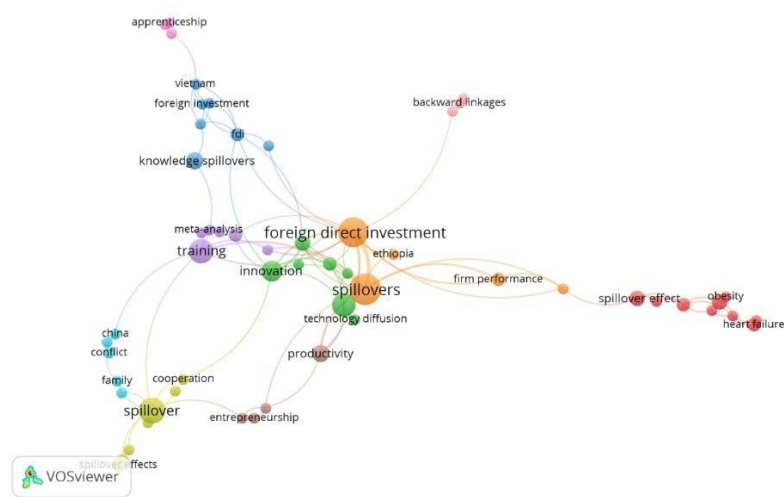 apprenticeship
vietnam
foreign investment
backward linkages
fdi
knowledge spillovers
meta-analysis
foreign direct investment
training
ethiopia
innovation
firm performance
spillovers
spillover effect
obesity
technology diffusion
heart failure
china
conflict
productivity
family
cooperation
spillover
entrepreneurship
spillover effects
VOSviewer